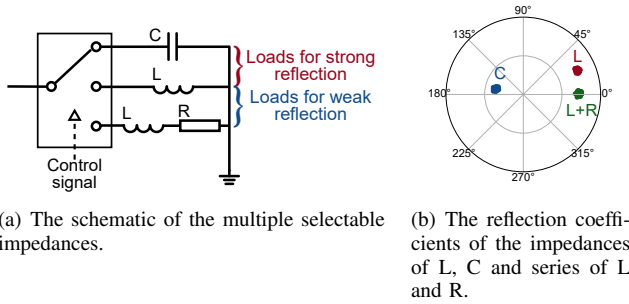 C
L
L
R
Loads for strong
reflection
Loads for weak
reflection
Control
signal
90°
135°
45°
L
C
180°
0°
L+R
225°
315°
270°
(a) The schematic of the multiple selectable
impedances.
(b) The reflection coeffi-
cients of the impedances
of L, C and series of L
and R.